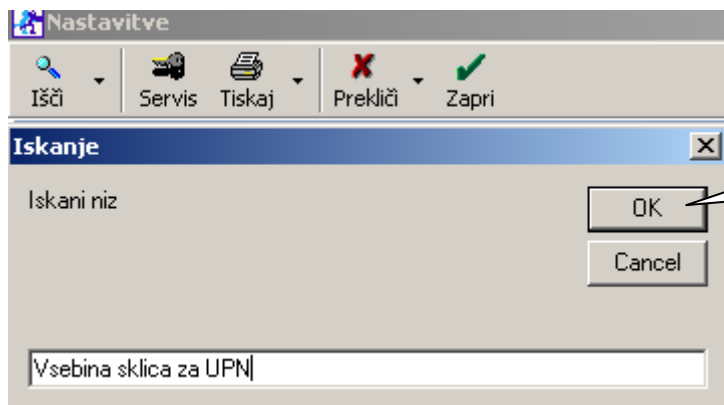 Nastavitve
Išči Servis Tiskaj Prekliči Zapri
Iskanje
Iskani niz
OK
Cancel
Vsebina sklica za UPN